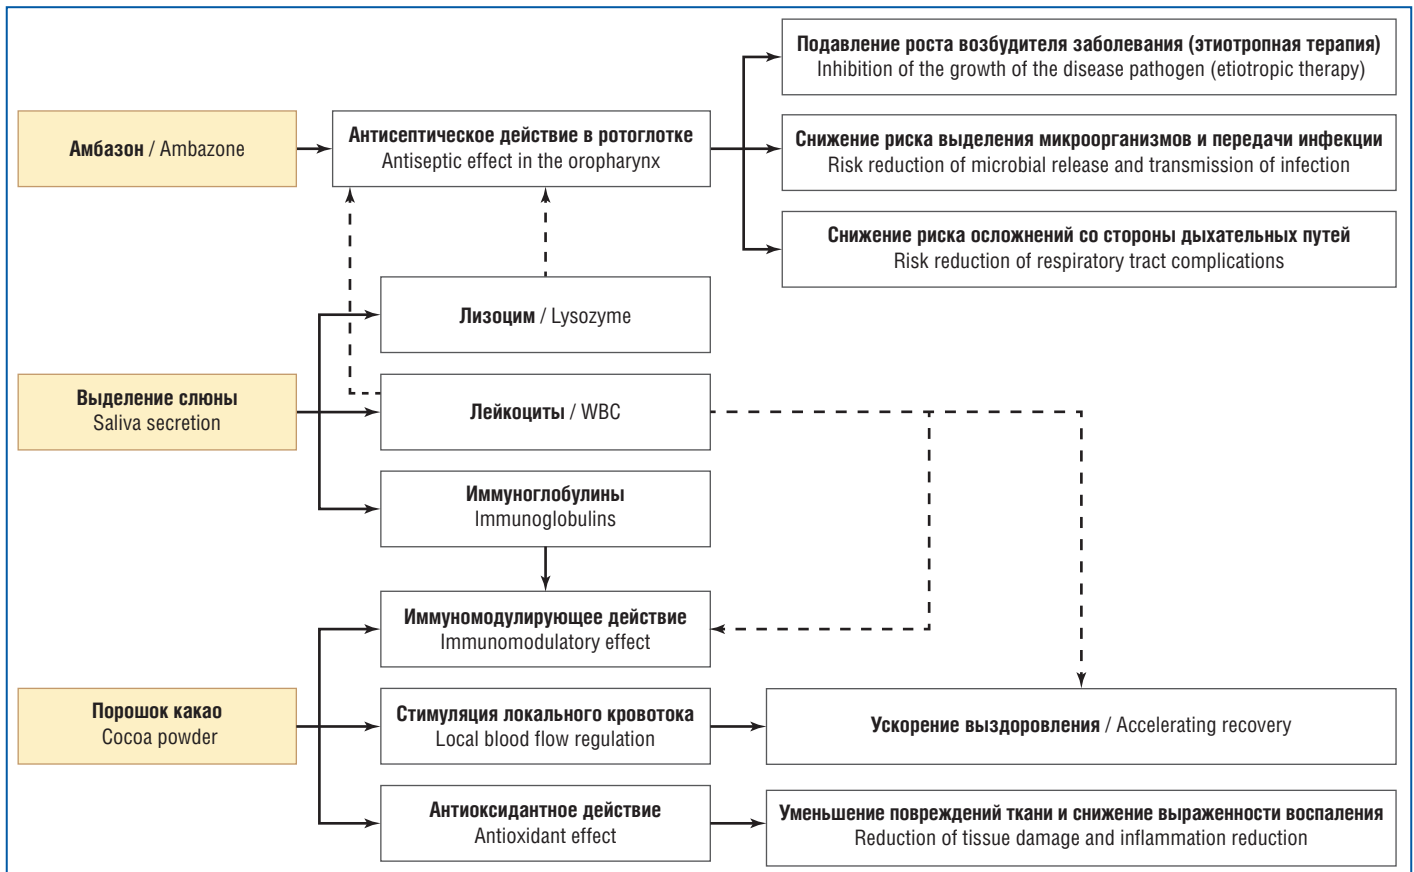 Подавление роста возбудителя заболевания (этиотропная терапия)
Inhibition of the growth of the disease pathogen (etiotropic therapy)
Амбазон / Ambazone
Антисептическое действие в ротоглотке
Antiseptic effect in the oropharynx
Снижение риска выделения микроорганизмов и передачи инфекции
Risk reduction of microbial release and transmission of infection
Снижение риска осложнений со стороны дыхательных путей
Risk reduction of respiratory tract complications
Лизоцим / Lysozyme
Выделение слюны
Saliva secretion
Лейкоциты / WBC
Иммуноглобулины
Immunoglobulins
Иммуномодулирующее действие
Immunomodulatory effect
Порошок какао
Cocoa powder
Стимуляция локального кровотока
Local blood flow regulation
Ускорение выздоровления / Accelerating recovery
Антиоксидантное действие
Antioxidant effect
Уменьшение повреждений ткани и снижение выраженности воспаления
Reduction of tissue damage and inflammation reduction